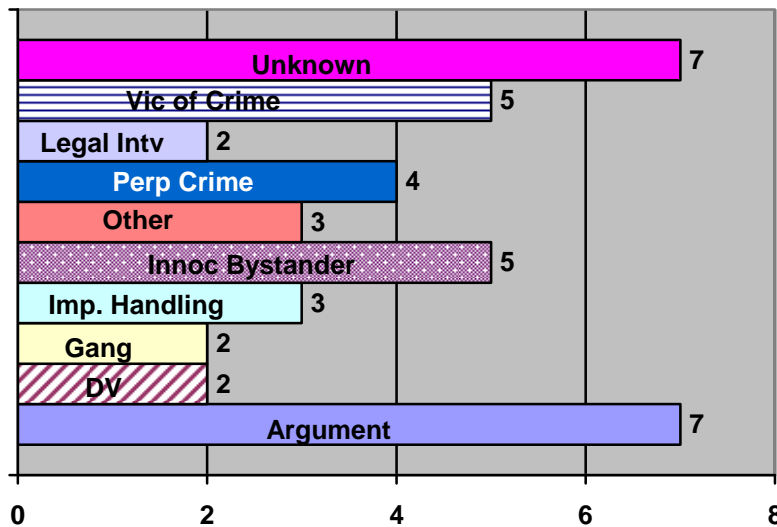 Unknown 7
Vic of Crime 5
Legal Intv 2
Perp Crime 4
Other 3
Innoc Bystander 5
Imp. Handling 3
Gang 2
DV 2
Argument 7
0 2 4 6 8